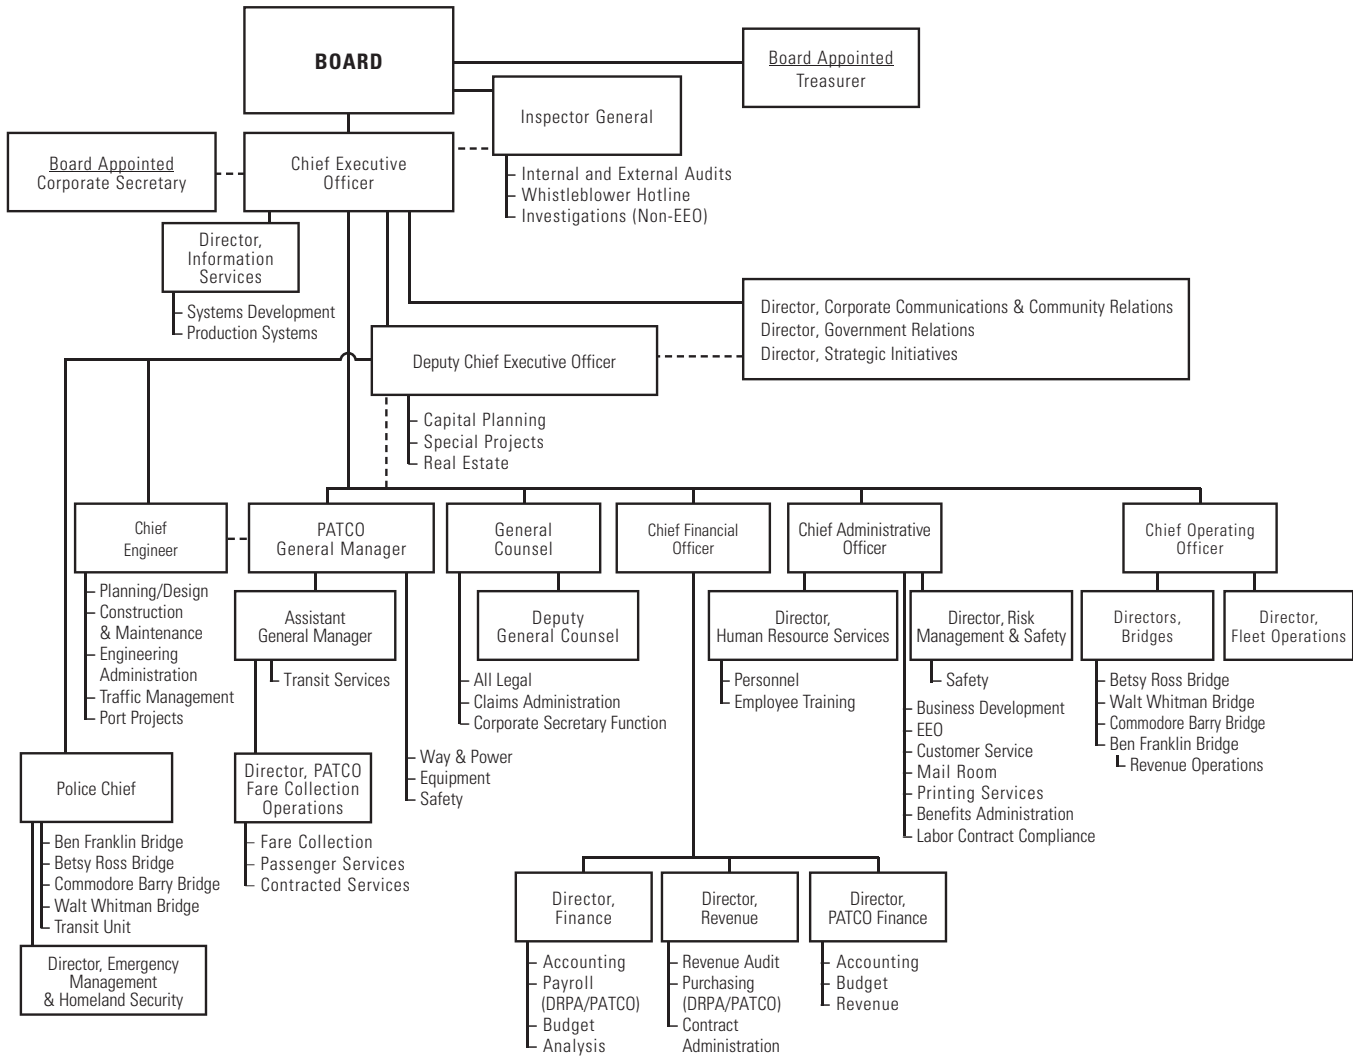 BOARD
Board Appointed
Treasurer
Inspector General
Internal and External Audits
Whistleblower Hotline
Investigations (Non-EEO)
Board Appointed
Corporate Secretary
Chief Executive
Officer
Director,
Information
Services
Systems Development
Production Systems
Director, Corporate Communications & Community Relations
Director, Government Relations
Director, Strategic Initiatives
Deputy Chief Executive Officer
Capital Planning
Special Projects
Real Estate
Chief
Engineer
Planning/Design
Construction
& Maintenance
Engineering
Administration
Traffic Management
Port Projects
PATCO
General Manager
Assistant
General Manager
Transit Services
Way & Power
Equipment
Safety
Director, PATCO
Fare Collection
Operations
Fare Collection
Passenger Services
Contracted Services
Police Chief
Ben Franklin Bridge
Betsy Ross Bridge
Commodore Barry Bridge
Walt Whitman Bridge
Transit Unit
Director, Emergency
Management
& Homeland Security
General
Counsel
Deputy
General Counsel
All Legal
Claims Administration
Corporate Secretary Function
Chief Financial
Officer
Director,
Finance
Accounting
Payroll
(DRPA/PATCO)
Budget
Analysis
Director,
Revenue
Revenue Audit
Purchasing
(DRPA/PATCO)
Contract
Administration
Director,
PATCO Finance
Accounting
Budget
Revenue
Chief Administrative
Officer
Director,
Human Resource Services
Personnel
Employee Training
Director, Risk
Management & Safety
Safety
Business Development
EEO
Customer Service
Mail Room
Printing Services
Benefits Administration
Labor Contract Compliance
Chief Operating
Officer
Directors,
Bridges
Betsy Ross Bridge
Walt Whitman Bridge
Commodore Barry Bridge
Ben Franklin Bridge
Revenue Operations
Director,
Fleet Operations